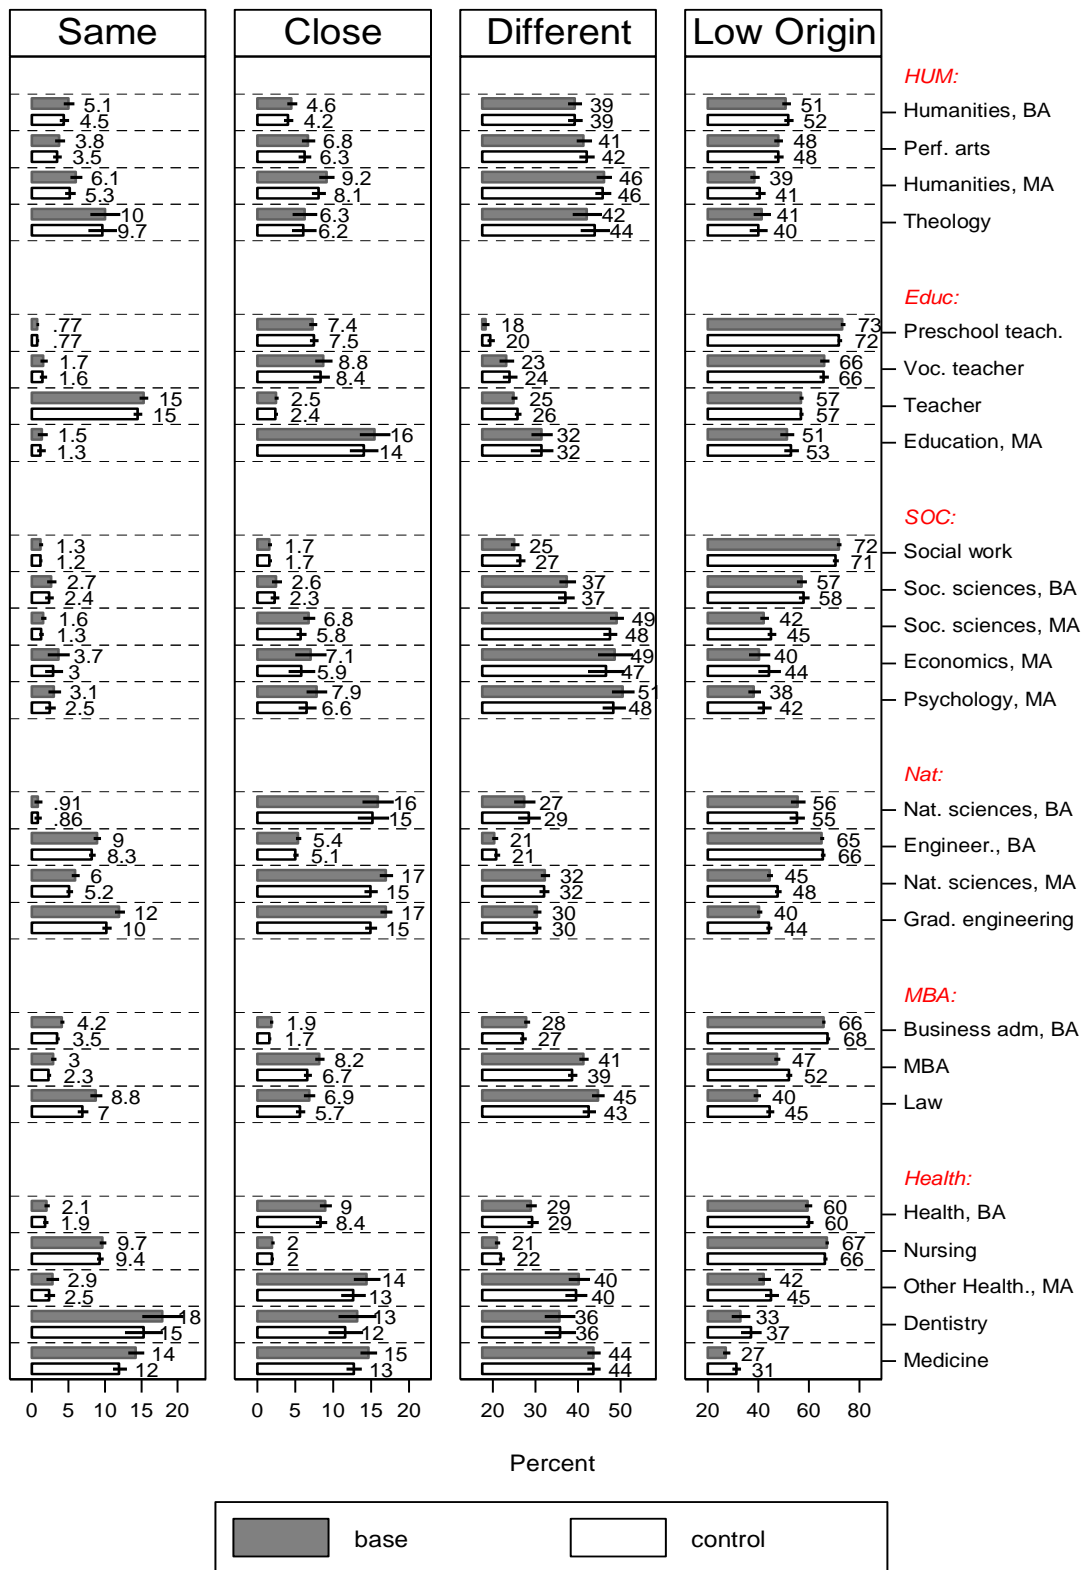 Same Close Different Low Origin
HUM:
5.1 4.6 39 51
4.5 4.2 39 52
Humanities, BA
3.8 6.8 41 48
3.5 6.3 42 48
Perf. arts
6.1 9.2 46 39
5.3 8.1 46 41
Humanities, MA
10 6.3 42 41
9.7 6.2 44 40
Theology
Educ:
.77 7.4 18 73
.77 7.5 20 72
Preschool teach.
1.7 8.8 23 66
1.6 8.4 24 66
Voc. teacher
15 2.5 25 57
15 2.4 26 57
Teacher
1.5 16 32 51
1.3 14 32 53
Education, MA
SOC:
1.3 1.7 25 72
1.2 1.7 27 71
Social work
2.7 2.6 37 57
2.4 2.3 37 58
Soc. sciences, BA
1.6 6.8 49 42
1.3 5.8 48 45
Soc. sciences, MA
3.7 7.1 49 40
3 5.9 47 44
Economics, MA
3.1 7.9 51 38
2.5 6.6 48 42
Psychology, MA
Nat:
.91 16 27 56
.86 15 29 55
Nat. sciences, BA
9 5.4 21 65
8.3 5.1 21 66
Engineer., BA
6 17 32 45
5.2 15 32 48
Nat. sciences, MA
12 17 30 40
10 15 30 44
Grad. engineering
MBA:
4.2 1.9 28 66
3.5 1.7 27 68
Business adm, BA
3 8.2 41 47
2.3 6.7 39 52
MBA
8.8 6.9 45 40
7 5.7 43 45
Law
Health:
2.1 9 29 60
1.9 8.4 29 60
Health, BA
9.7 2 21 67
9.4 2 22 66
Nursing
2.9 14 40 42
2.5 13 40 45
Other Health., MA
18 13 36 33
15 12 36 37
Dentistry
14 15 44 27
12 13 44 31
Medicine
0 5 10 15 20 0 5 10 15 20 20 30 40 50 20 40 60 80
Percent
base control